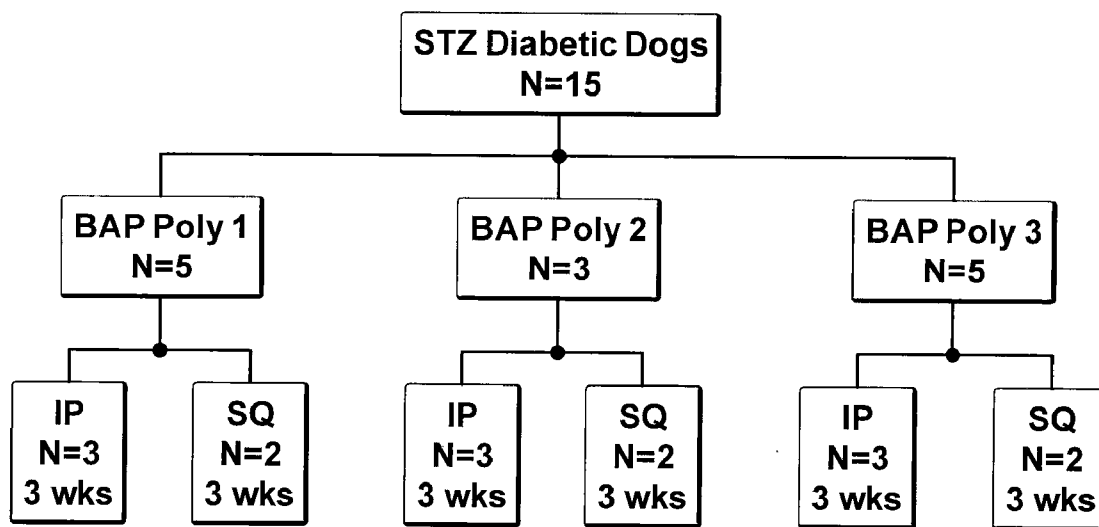 STZ Diabetic Dogs
N=15
BAP Poly 1
N=5
BAP Poly 2
N=3
BAP Poly 3
N=5
IP
N=3
3 wks
SQ
N=2
3 wks
IP
N=3
3 wks
SQ
N=2
3 wks
IP
N=3
3 wks
SQ
N=2
3 wks